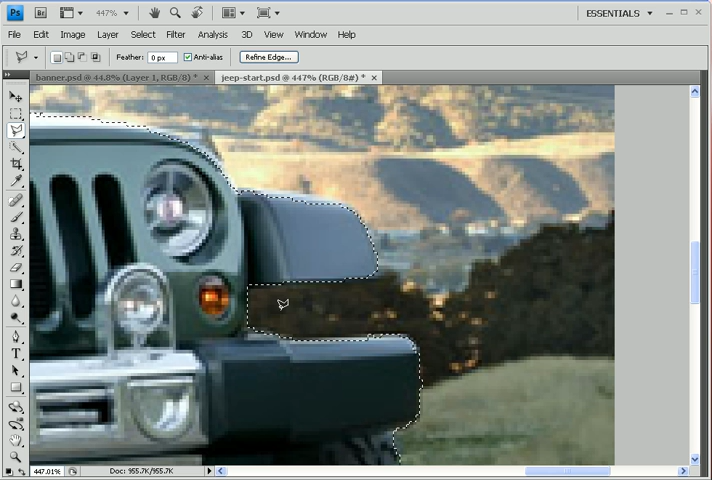 Ps Br 447% ESSENTIALS
File Edit Image Layer Select Filter Analysis 3D View Window Help
Feather: 0 px Anti-alias Refine Edge...
banner.psd @ 44.8% (Layer 1, RGB/8) * jeep-start.psd @ 447% (RGB/8#) *
T
447.01% Doc: 955.7K/955.7K